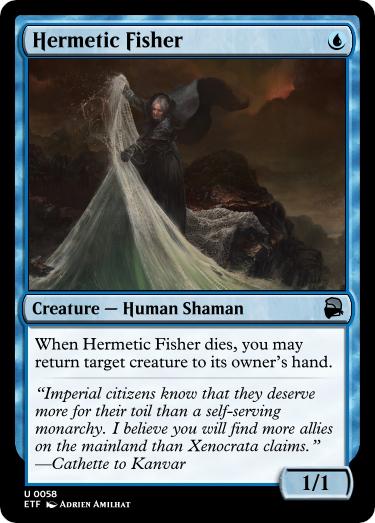 Hermetic Fisher
Creature — Human Shaman
When Hermetic Fisher dies, you may
return target creature to its owner’s hand.
“Imperial citizens know that they deserve
more for their toil than a self-serving
monarchy. I believe you will find more allies
on the mainland than Xenocrata claims.”
—Cathette to Kanvar
1/1
U 0058
ETF Adrien Amilhat